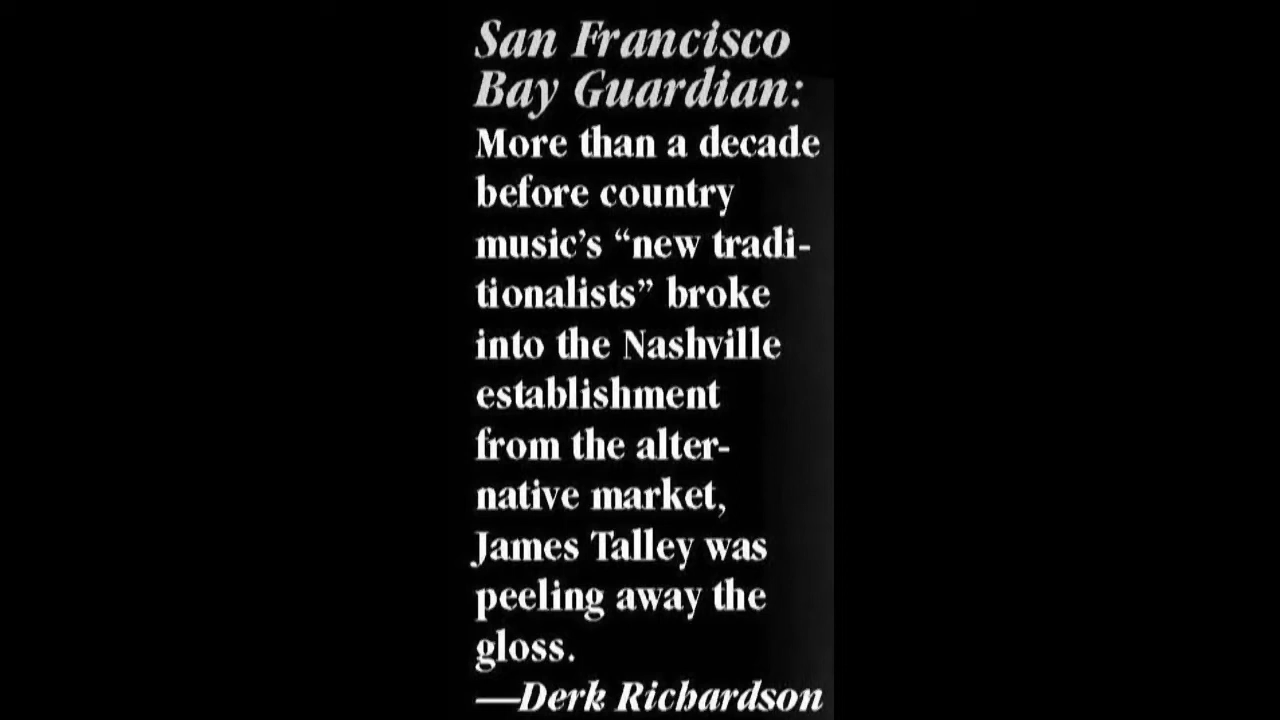 San Francisco
Bay Guardian:
More than a decade
before country
music's “new tradi-
tionalists” broke
into the Nashville
establishment
from the alter-
native market,
James Talley was
peeling away the
gloss.
—Derk Richardson